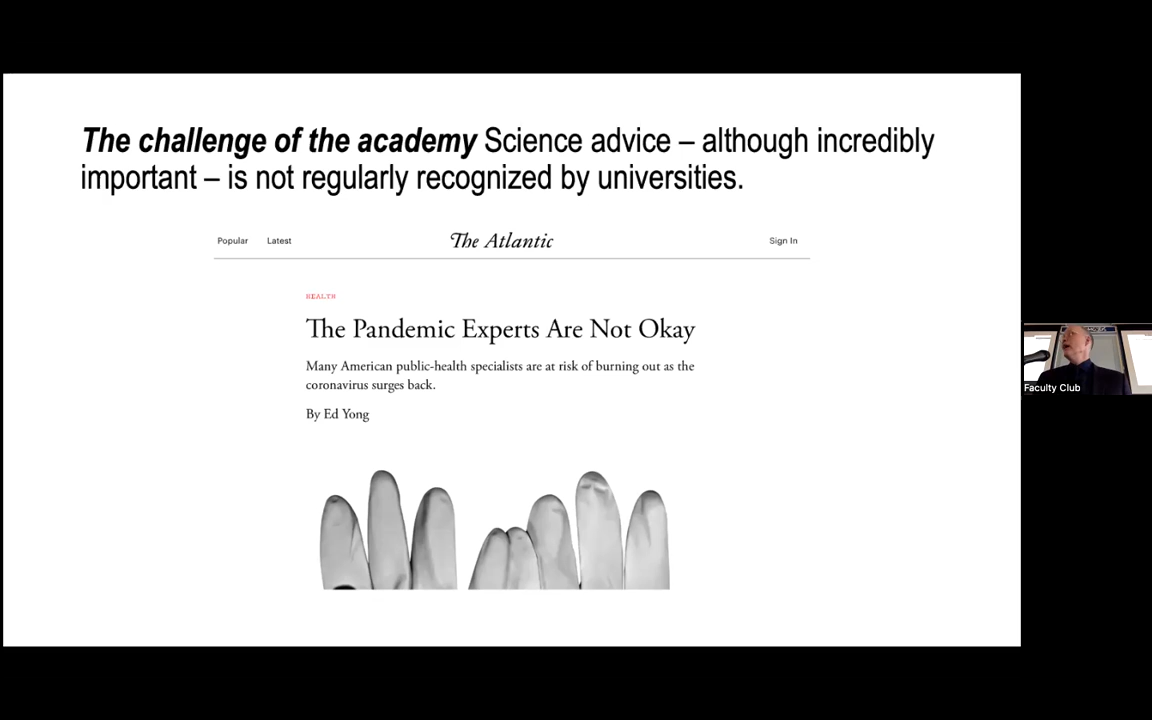 The challenge of the academy Science advice – although incredibly
important – is not regularly recognized by universities.
Popular Latest The Atlantic Sign In
HEALTH
The Pandemic Experts Are Not Okay
Many American public-health specialists are at risk of burning out as the
coronavirus surges back.
By Ed Yong
Faculty Club